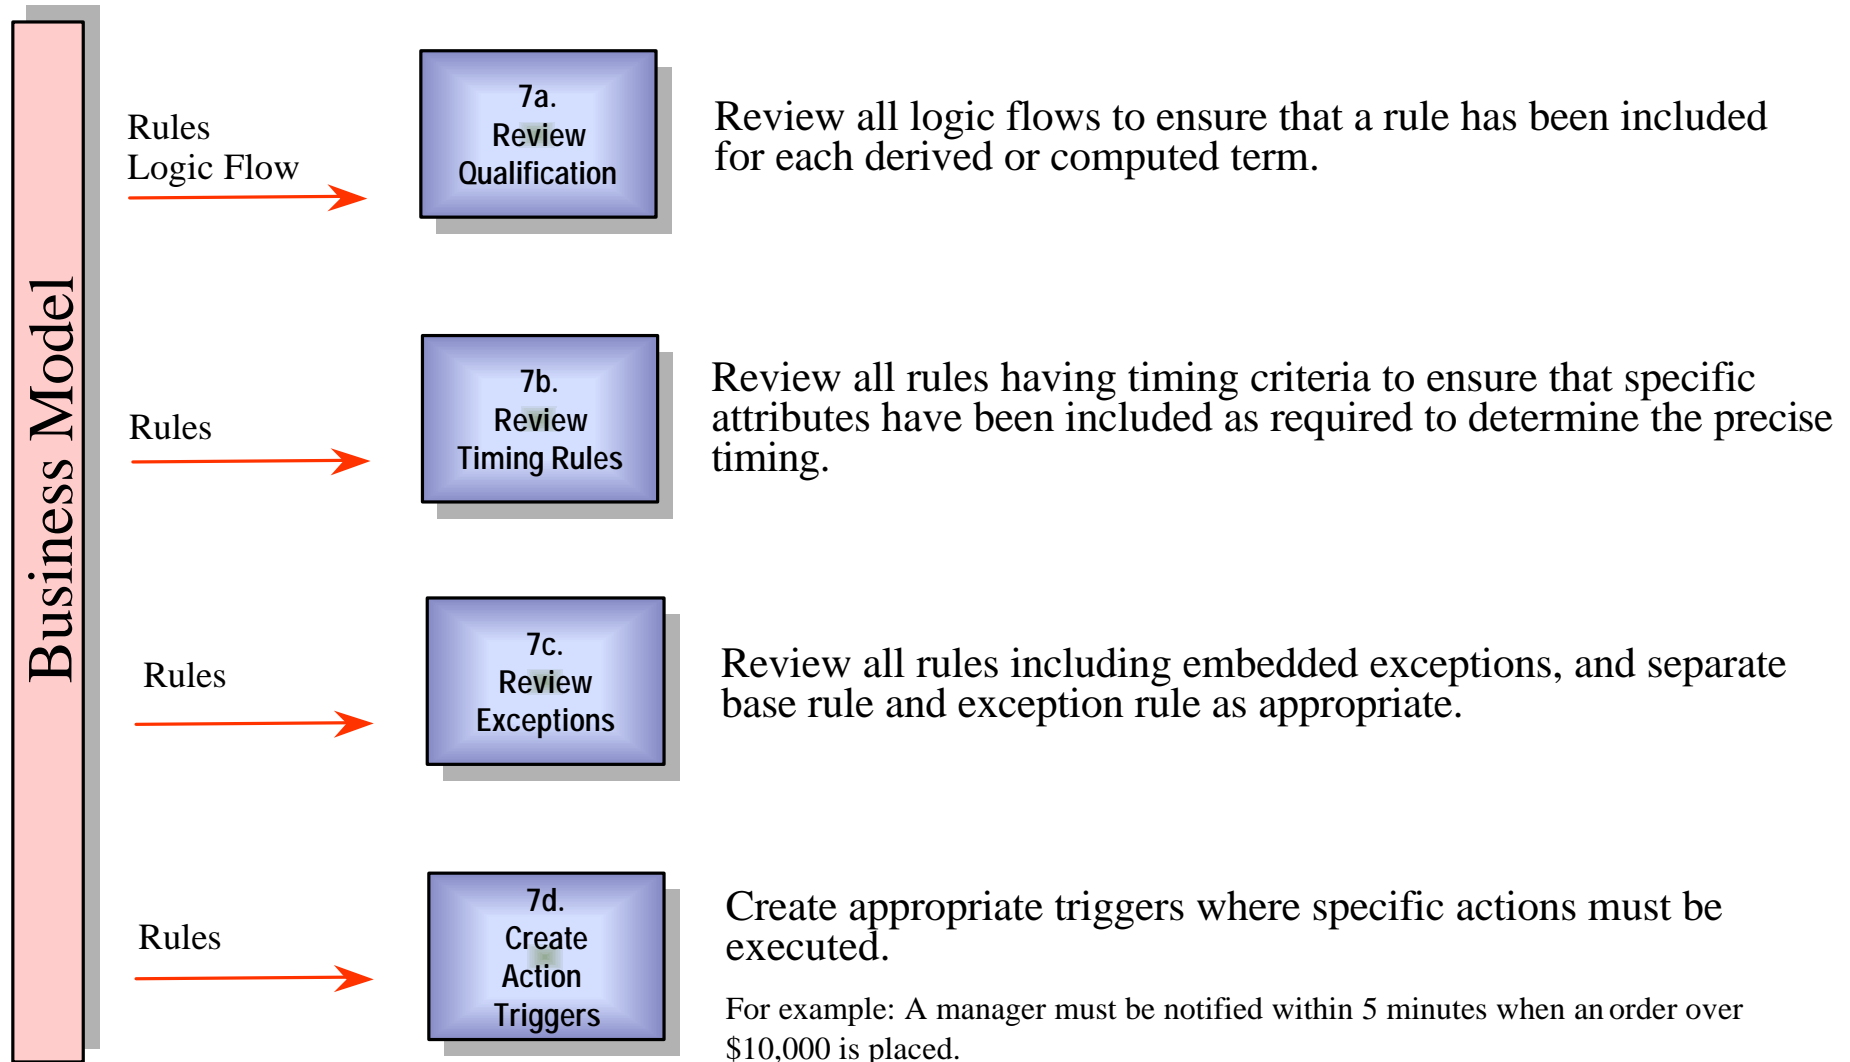 Business Model
Rules
Logic Flow
7a.
Review
Qualification
Review all logic flows to ensure that a rule has been included
for each derived or computed term.
Rules
7b.
Review
Timing Rules
Review all rules having timing criteria to ensure that specific
attributes have been included as required to determine the precise
timing.
Rules
7c.
Review
Exceptions
Review all rules including embedded exceptions, and separate
base rule and exception rule as appropriate.
Rules
7d.
Create
Action
Triggers
Create appropriate triggers where specific actions must be
executed.
For example: A manager must be notified within 5 minutes when an order over
$10,000 is placed.